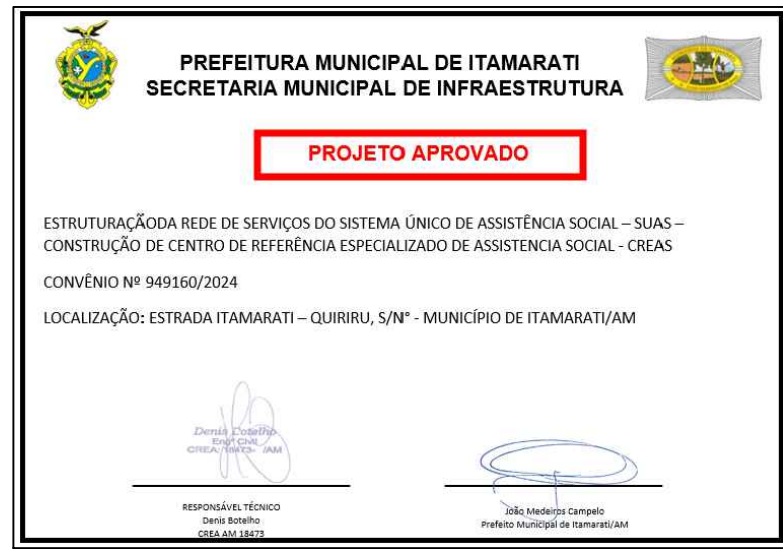 PREFEITURA MUNICIPAL DE ITAMARATI
SECRETARIA MUNICIPAL DE INFRAESTRUTURA
PROJETO APROVADO
ESTRUTURAÇÃODA REDE DE SERVIÇOS DO SISTEMA ÚNICO DE ASSISTÊNCIA SOCIAL – SUAS –
CONSTRUÇÃO DE CENTRO DE REFERÊNCIA ESPECIALIZADO DE ASSISTENCIA SOCIAL - CREAS
CONVÊNIO Nº 949160/2024
LOCALIZAÇÃO: ESTRADA ITAMARATI – QUIRIRU, S/N° - MUNICÍPIO DE ITAMARATI/AM
Denis Botelho
Engº Civil
CREA: 18473- /AM
RESPONSÁVEL TÉCNICO
Denis Botelho
CREA AM 18473
João Medeiros Campelo
Prefeito Municipal de Itamarati/AM